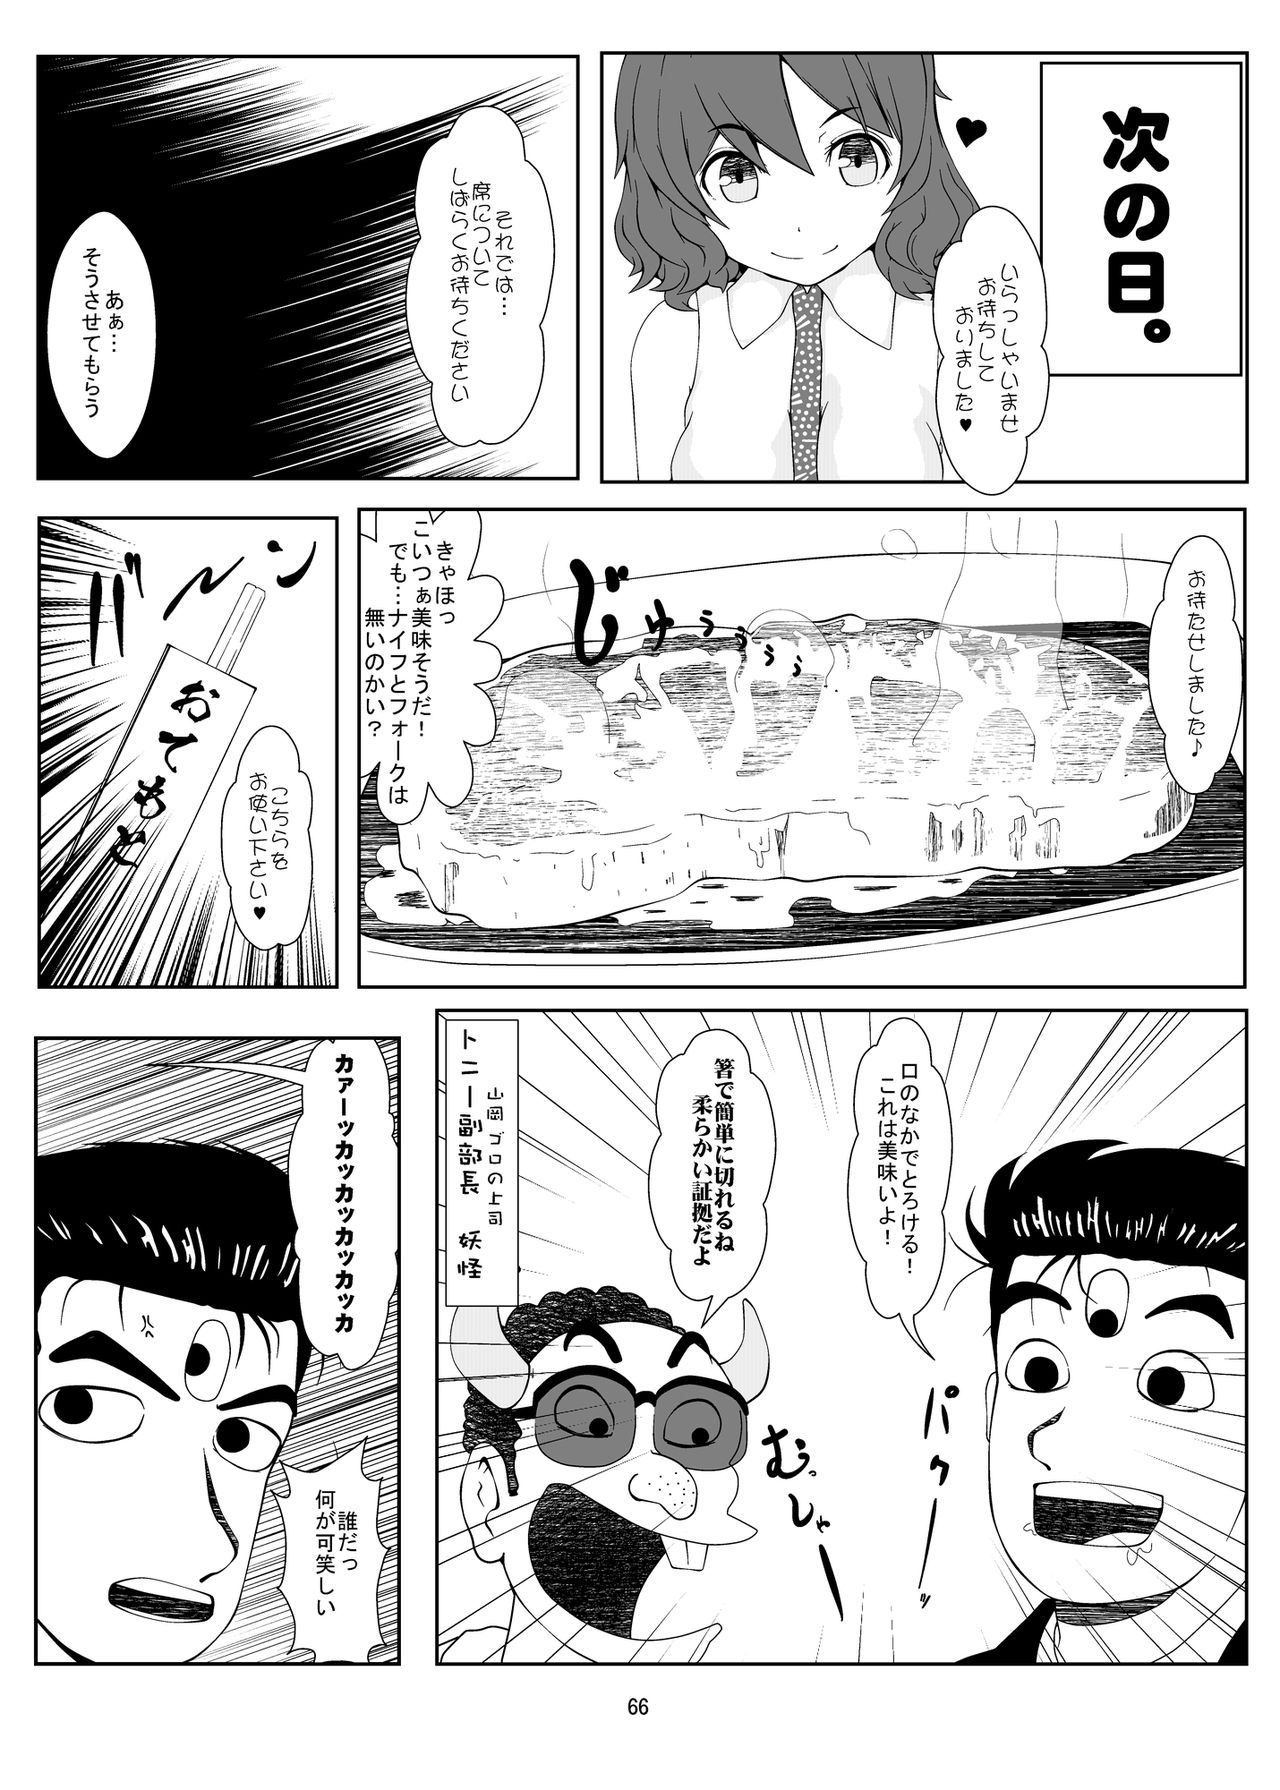 次の日。
いらっしゃいませ
お待ちして
おりました♥
それでは…
席について
しばらくお待ちください
あぁ…
そうさせてもらう
お待たせしました♪
じゅぅぅぅぅ
きゃほっ
こいつぁ美味そうだ！
でも…ナイフとフォークは
無いのかい？
バ〜ン
おてもと
こちらを
お使い下さい♥
口のなかでとろける！
これは美味いよ！
パクーッ
箸で簡単に切れるね
柔らかい証拠だよ
むっしゃー
山岡ゴロの上司
トニー副部長 妖怪
カァーッカッカッカッカッカ
誰だっ
何が可笑しい
66